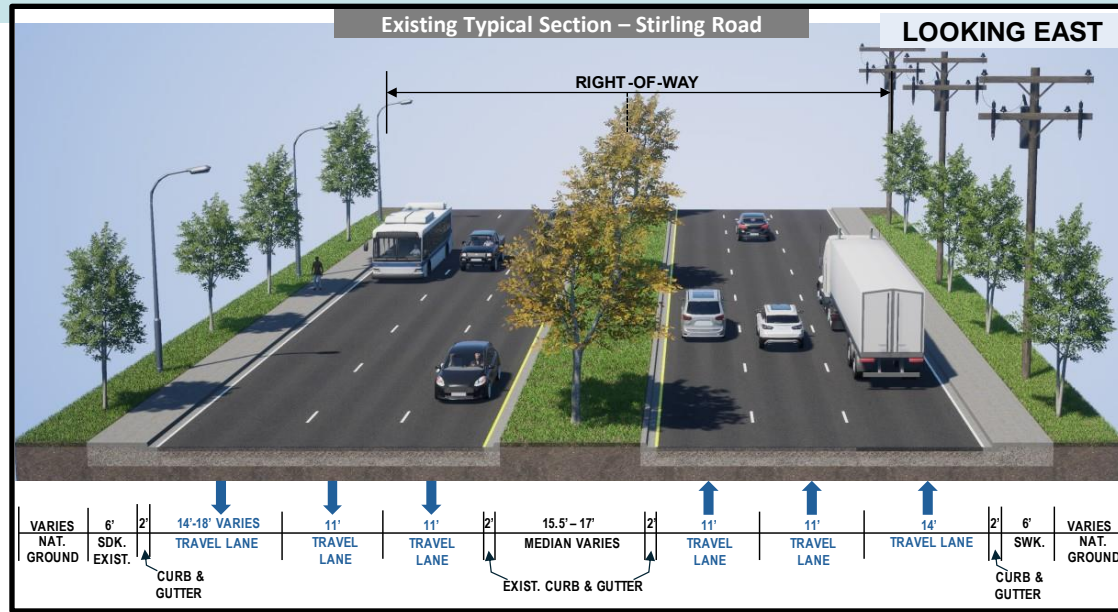 Existing Typical Section – Stirling Road
LOOKING EAST
RIGHT-OF-WAY
VARIES
NAT.
GROUND
6'
SDK.
EXIST.
2'
CURB &
GUTTER
14'-18' VARIES
TRAVEL LANE
11'
TRAVEL
LANE
11'
TRAVEL
LANE
2'
15.5' – 17'
MEDIAN VARIES
2'
EXIST. CURB & GUTTER
11'
TRAVEL
LANE
11'
TRAVEL
LANE
14'
TRAVEL LANE
2'
CURB &
GUTTER
6'
SWK.
VARIES
NAT.
GROUND